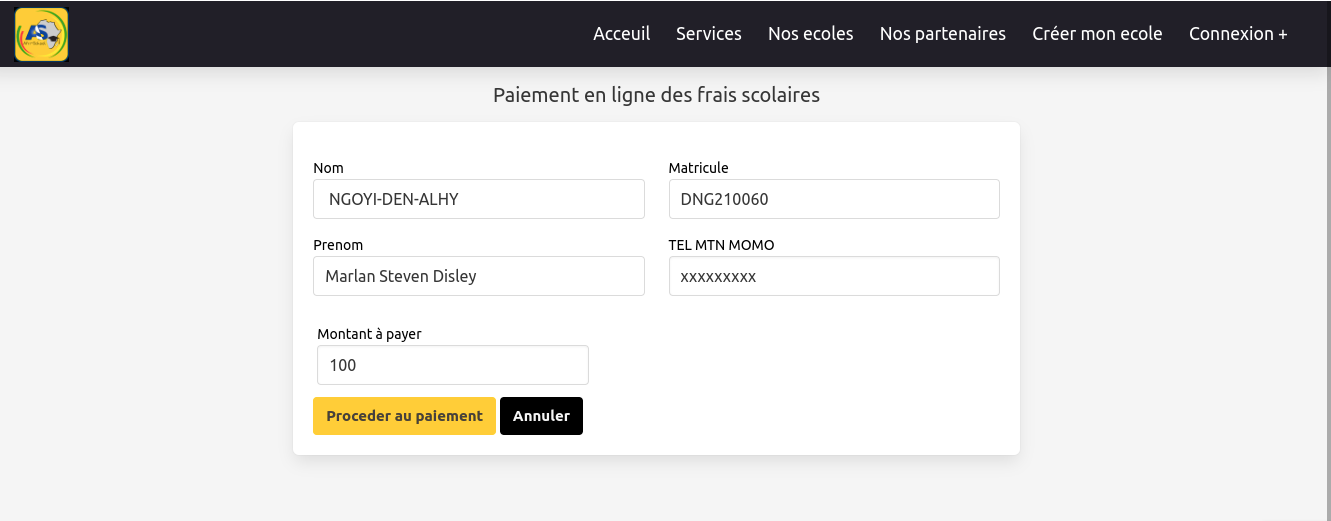 AS
Acceuil Services Nos ecoles Nos partenaires Créer mon ecole Connexion +
Paiement en ligne des frais scolaires
Nom Matricule
NGOYI-DEN-ALHY DNG210060
Prenom TEL MTN MOMO
Marlan Steven Disley xxxxxxxxx
Montant à payer
100
Proceder au paiement Annuler